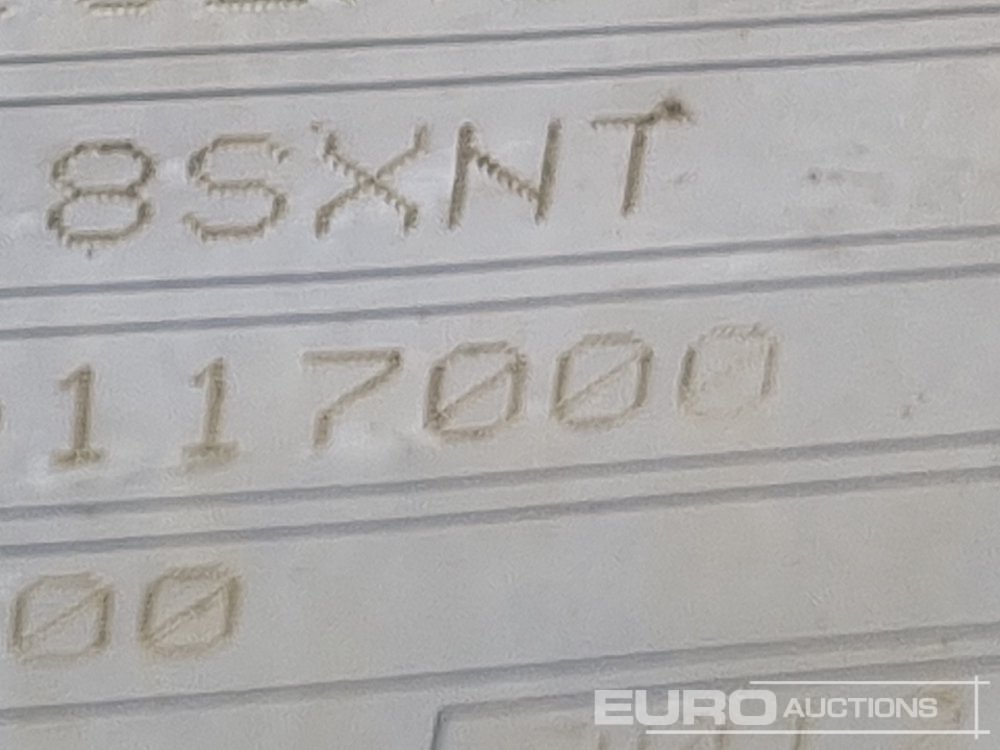 8SXNT
117000
00
EURO AUCTIONS